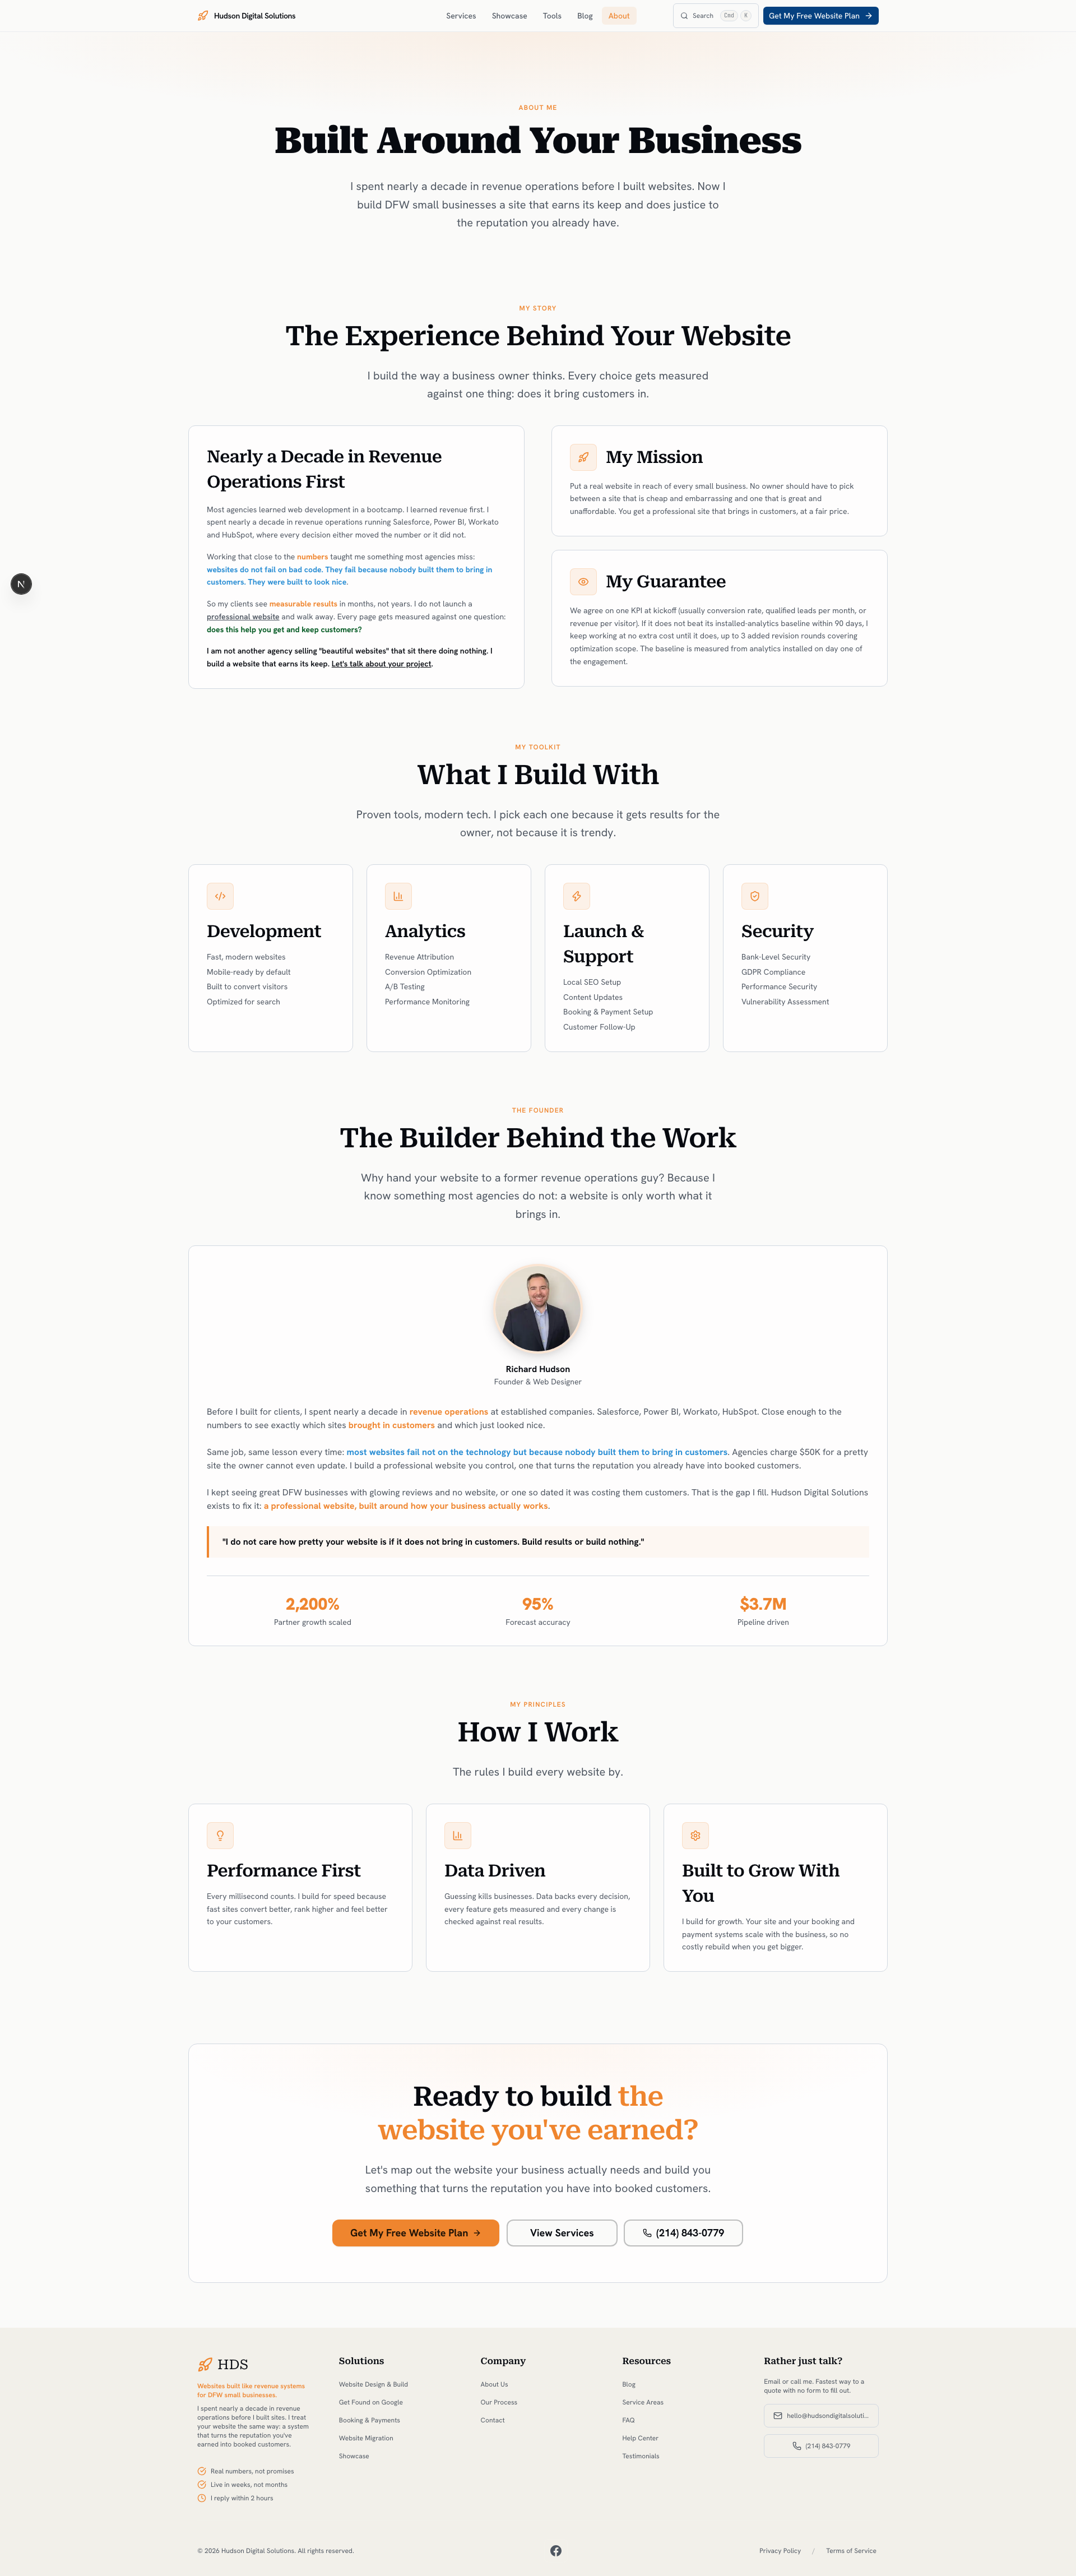 Hudson Digital Solutions
Services
Showcase
Tools
Blog
About
Search
Cmd
K
Get My Free Website Plan
ABOUT ME
Built Around Your Business
I spent nearly a decade in revenue operations before I built websites. Now I
build DFW small businesses a site that earns its keep and does justice to
the reputation you already have.
MY STORY
The Experience Behind Your Website
I build the way a business owner thinks. Every choice gets measured
against one thing: does it bring customers in.
Nearly a Decade in Revenue
Operations First
Most agencies learned web development in a bootcamp. I learned revenue first. I
spent nearly a decade in revenue operations running Salesforce, Power BI, Workato
and HubSpot, where every decision either moved the number or it did not.
Working that close to the numbers taught me something most agencies miss:
websites do not fail on bad code. They fail because nobody built them to bring in
customers. They were built to look nice.
So my clients see measurable results in months, not years. I do not launch a
professional website and walk away. Every page gets measured against one question:
does this help you get and keep customers?
I am not another agency selling "beautiful websites" that sit there doing nothing. I
build a website that earns its keep. Let's talk about your project.
My Mission
Put a real website in reach of every small business. No owner should have to pick
between a site that is cheap and embarrassing and one that is great and
unaffordable. You get a professional site that brings in customers, at a fair price.
My Guarantee
We agree on one KPI at kickoff (usually conversion rate, qualified leads per month, or
revenue per visitor). If it does not beat its installed-analytics baseline within 90 days, I
keep working at no extra cost until it does, up to 3 added revision rounds covering
optimization scope. The baseline is measured from analytics installed on day one of
the engagement.
MY TOOLKIT
What I Build With
Proven tools, modern tech. I pick each one because it gets results for the
owner, not because it is trendy.
Development
Fast, modern websites
Mobile-ready by default
Built to convert visitors
Optimized for search
Analytics
Revenue Attribution
Conversion Optimization
A/B Testing
Performance Monitoring
Launch &
Support
Local SEO Setup
Content Updates
Booking & Payment Setup
Customer Follow-Up
Security
Bank-Level Security
GDPR Compliance
Performance Security
Vulnerability Assessment
THE FOUNDER
The Builder Behind the Work
Why hand your website to a former revenue operations guy? Because I
know something most agencies do not: a website is only worth what it
brings in.
Richard Hudson
Founder & Web Designer
Before I built for clients, I spent nearly a decade in revenue operations at established companies. Salesforce, Power BI, Workato, HubSpot. Close enough to the
numbers to see exactly which sites brought in customers and which just looked nice.
Same job, same lesson every time: most websites fail not on the technology but because nobody built them to bring in customers. Agencies charge $50K for a pretty
site the owner cannot even update. I build a professional website you control, one that turns the reputation you already have into booked customers.
I kept seeing great DFW businesses with glowing reviews and no website, or one so dated it was costing them customers. That is the gap I fill. Hudson Digital Solutions
exists to fix it: a professional website, built around how your business actually works.
"I do not care how pretty your website is if it does not bring in customers. Build results or build nothing."
2,200%
Partner growth scaled
95%
Forecast accuracy
$3.7M
Pipeline driven
MY PRINCIPLES
How I Work
The rules I build every website by.
Performance First
Every millisecond counts. I build for speed because
fast sites convert better, rank higher and feel better
to your customers.
Data Driven
Guessing kills businesses. Data backs every decision,
every feature gets measured and every change is
checked against real results.
Built to Grow With
You
I build for growth. Your site and your booking and
payment systems scale with the business, so no
costly rebuild when you get bigger.
Ready to build the
website you've earned?
Let's map out the website your business actually needs and build you
something that turns the reputation you have into booked customers.
Get My Free Website Plan
View Services
(214) 843-0779
HDS
Websites built like revenue systems
for DFW small businesses.
I spent nearly a decade in revenue
operations before I built sites. I treat
your website the same way: a system
that turns the reputation you've
earned into booked customers.
Real numbers, not promises
Live in weeks, not months
I reply within 2 hours
Solutions
Website Design & Build
Get Found on Google
Booking & Payments
Website Migration
Showcase
Company
About Us
Our Process
Contact
Resources
Blog
Service Areas
FAQ
Help Center
Testimonials
Rather just talk?
Email or call me. Fastest way to a
quote with no form to fill out.
hello@hudsondigitalsoluti...
(214) 843-0779
© 2026 Hudson Digital Solutions. All rights reserved.
Privacy Policy
/
Terms of Service
N